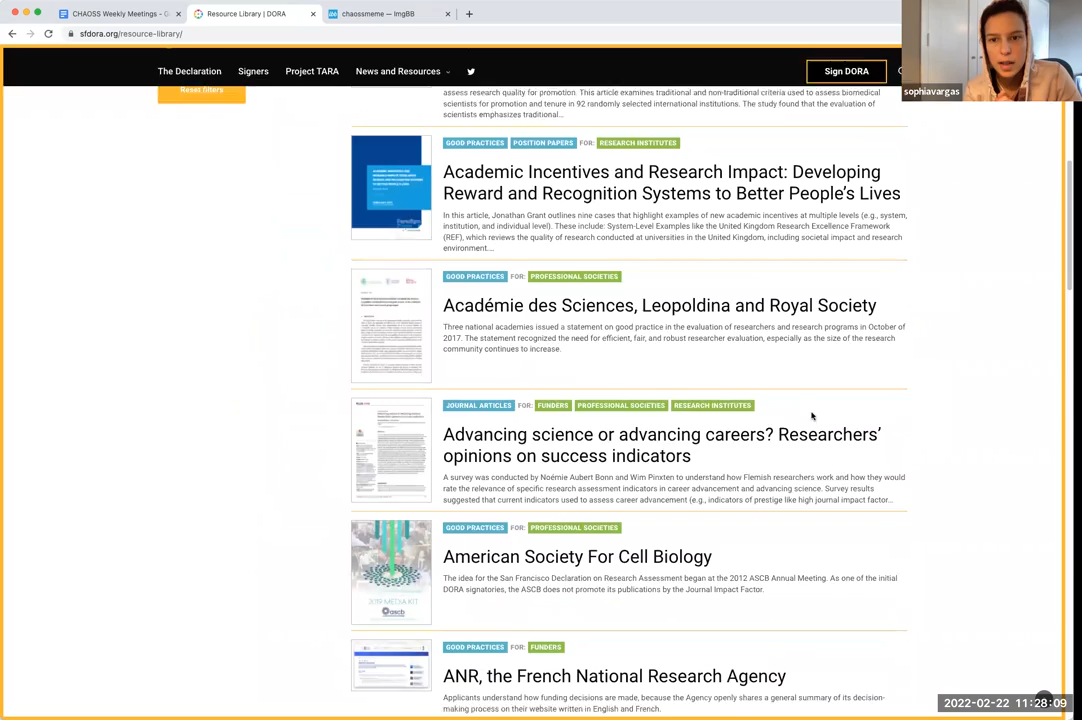 CHAOSS Weekly Meetings - G
Resource Library | DORA
chaossmeme — ImgBB
sfdora.org/resource-library/
The Declaration
Signers
Project TARA
News and Resources
Sign DORA
sophiavargas
Reset filters
assess research quality for promotion. This article examines traditional and non-traditional criteria used to assess biomedical
scientists for promotion and tenure in 92 randomly selected international institutions. The study found that the evaluation of
scientists emphasizes traditional…
GOOD PRACTICES POSITION PAPERS FOR: RESEARCH INSTITUTES
Academic Incentives and Research Impact: Developing
Reward and Recognition Systems to Better People's Lives
In this article, Jonathan Grant outlines nine cases that highlight examples of new academic incentives at multiple levels (e.g., system,
institution, and individual level). These include: System-Level Examples like the United Kingdom Research Excellence Framework
(REF), which reviews the quality of research conducted at universities in the United Kingdom, including societal impact and research
environment.…
GOOD PRACTICES FOR: PROFESSIONAL SOCIETIES
Académie des Sciences, Leopoldina and Royal Society
Three national academies issued a statement on good practice in the evaluation of researchers and research programs in October of
2017. The statement recognized the need for efficient, fair, and robust researcher evaluation, especially as the size of the research
community continues to increase.
JOURNAL ARTICLES FOR: FUNDERS PROFESSIONAL SOCIETIES RESEARCH INSTITUTES
Advancing science or advancing careers? Researchers'
opinions on success indicators
A survey was conducted by Noémie Aubert Bonn and Wim Pinxten to understand how Flemish researchers work and how they would
rate the relevance of specific research assessment indicators in career advancement and advancing science. Survey results
suggested that current indicators used to assess career advancement (e.g., indicators of prestige like high journal impact factor…
GOOD PRACTICES FOR: PROFESSIONAL SOCIETIES
American Society For Cell Biology
The idea for the San Francisco Declaration on Research Assessment began at the 2012 ASCB Annual Meeting. As one of the initial
DORA signatories, the ASCB does not promote its publications by the Journal Impact Factor.
2019 MEDIA KIT
ascb
GOOD PRACTICES FOR: FUNDERS
ANR, the French National Research Agency
Applicants understand how funding decisions are made, because the Agency openly shares a general summary of its decision-
making process on their website written in English and French.
2022-02-22 11:28:09